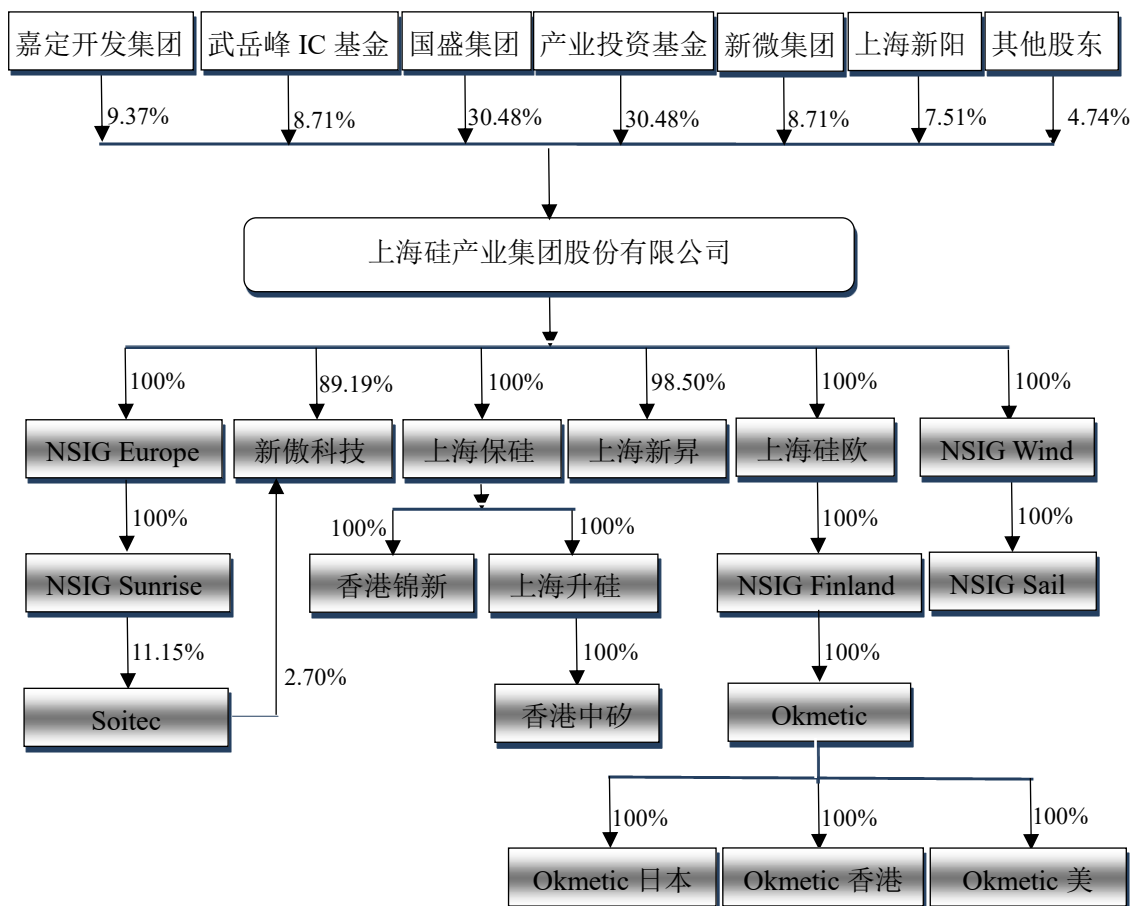 嘉定开发集团
武岳峰 IC 基金
国盛集团
产业投资基金
新微集团
上海新阳
其他股东
9.37%
8.71%
30.48%
30.48%
8.71%
7.51%
4.74%
上海硅产业集团股份有限公司
100%
89.19%
100%
98.50%
100%
100%
NSIG Europe
新傲科技
上海保硅
上海新昇
上海硅欧
NSIG Wind
100%
100%
100%
100%
100%
NSIG Sunrise
香港锦新
上海升硅
NSIG Finland
NSIG Sail
11.15%
2.70%
100%
100%
Soitec
香港中矽
Okmetic
100%
100%
100%
Okmetic 日本
Okmetic 香港
Okmetic 美